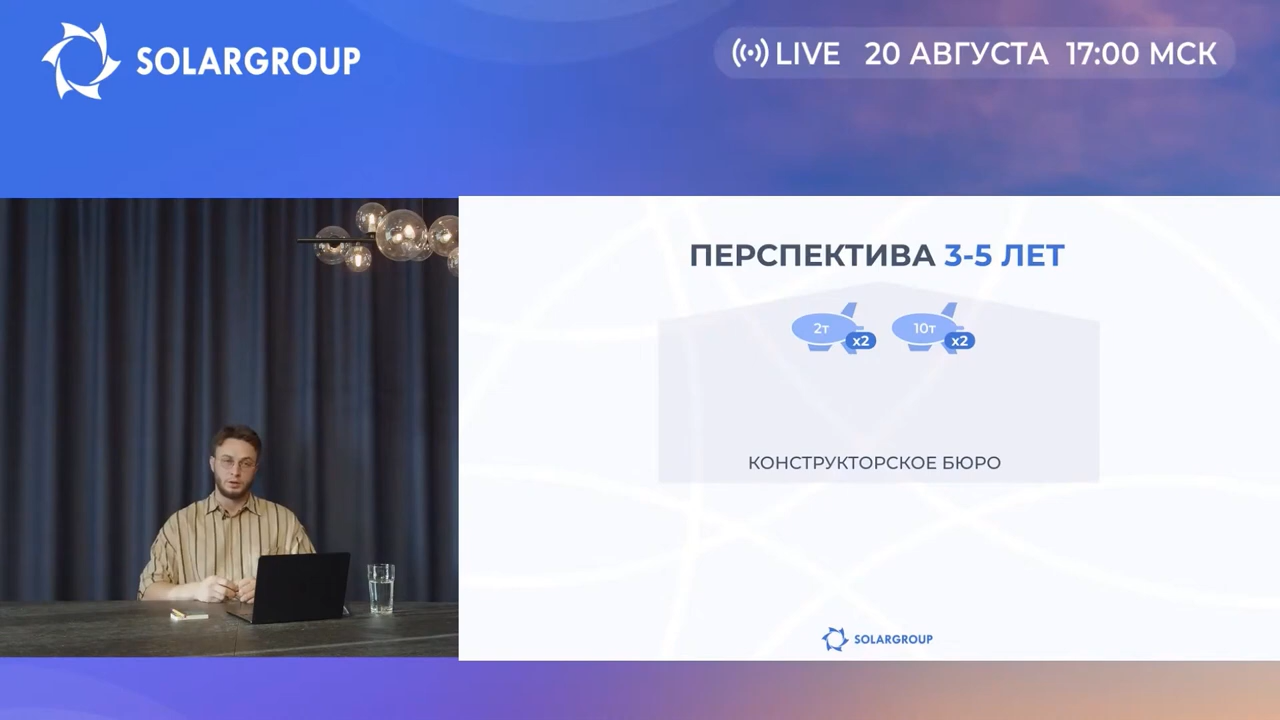 SOLARGROUP
LIVE 20 АВГУСТА 17:00 МСК
ПЕРСПЕКТИВА 3-5 ЛЕТ
2т x2 10т x2
КОНСТРУКТОРСКОЕ БЮРО
SOLARGROUP